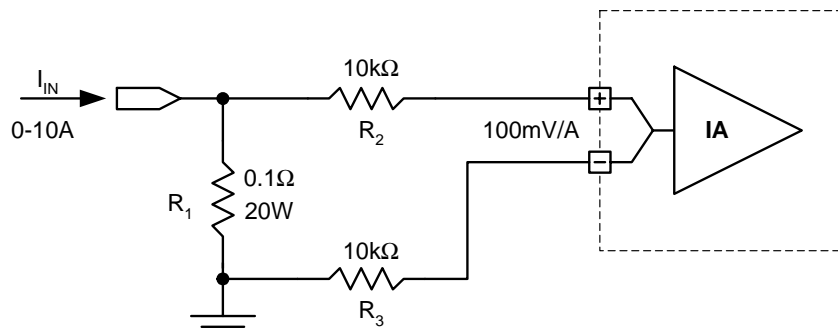 I_IN
0-10A
10kΩ
R_2
100mV/A
+
-
IA
0.1Ω
20W
R_1
10kΩ
R_3